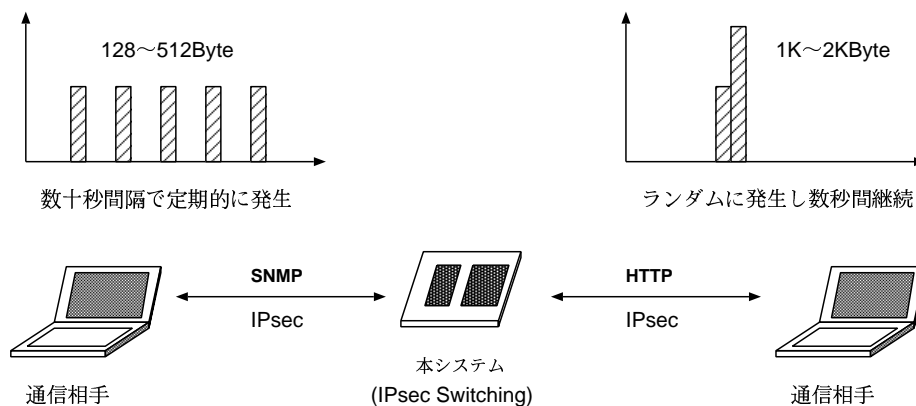 128～512Byte
1K～2KByte
数十秒間隔で定期的に発生
ランダムに発生し数秒間継続
SNMP
HTTP
IPsec
IPsec
通信相手
本システム
(IPsec Switching)
通信相手